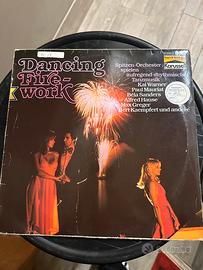 Dancing
Fire-
work
Spitzen-Orchester
spielen
aufregend-rhythmische
Tanzmusik
Kai Warner
Paul Mauriat
Béla Sanders
Alfred Hause
Max Greger
Bert Kaempfert und andere